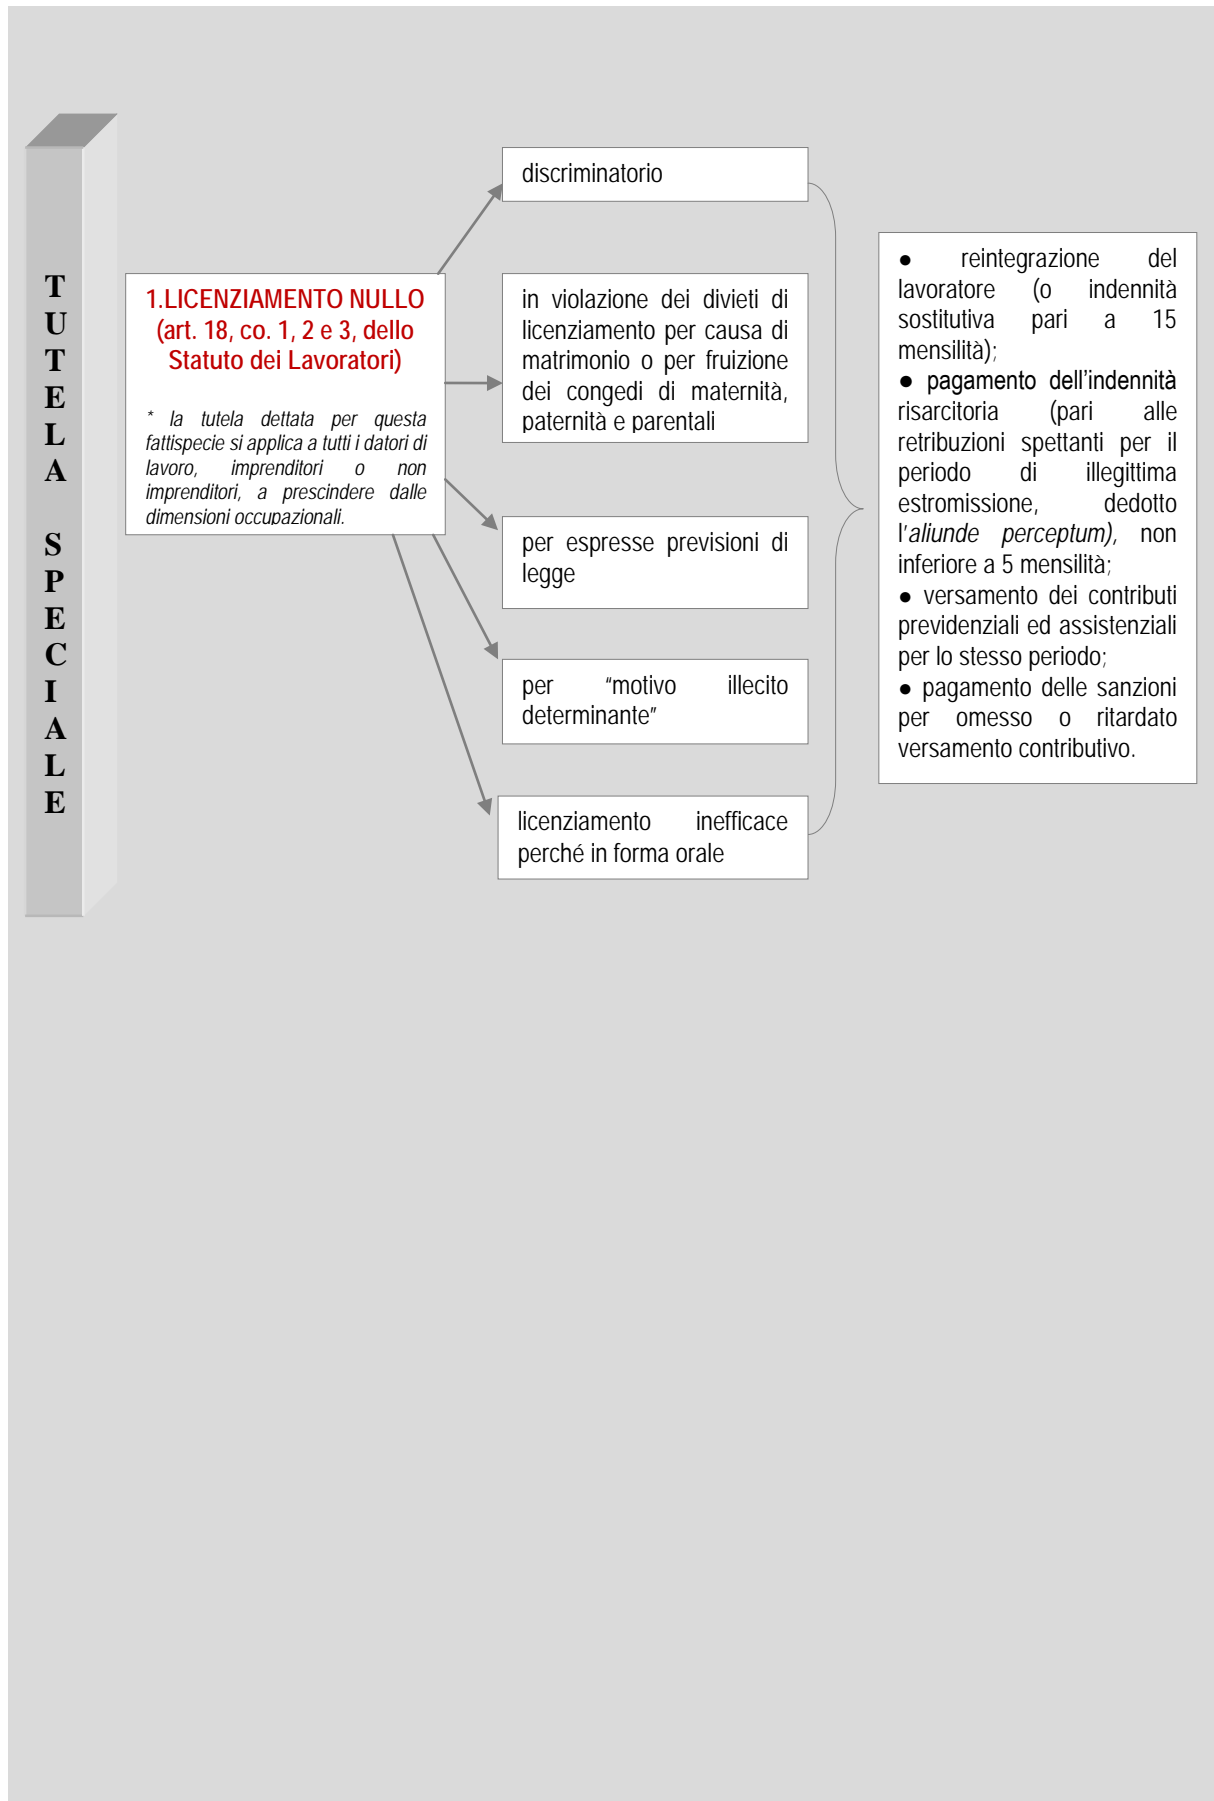 TUTELA SPECIALE
1.LICENZIAMENTO NULLO
(art. 18, co. 1, 2 e 3, dello
Statuto dei Lavoratori)
* la tutela dettata per questa
fattispecie si applica a tutti i datori di
lavoro, imprenditori o non
imprenditori, a prescindere dalle
dimensioni occupazionali.
discriminatorio
in violazione dei divieti di
licenziamento per causa di
matrimonio o per fruizione
dei congedi di maternità,
paternità e parentali
per espresse previsioni di
legge
per “motivo illecito
determinante”
licenziamento inefficace
perché in forma orale
● reintegrazione del
lavoratore (o indennità
sostitutiva pari a 15
mensilità);
● pagamento dell’indennità
risarcitoria (pari alle
retribuzioni spettanti per il
periodo di illegittima
estromissione, dedotto
l’aliunde perceptum), non
inferiore a 5 mensilità;
● versamento dei contributi
previdenziali ed assistenziali
per lo stesso periodo;
● pagamento delle sanzioni
per omesso o ritardato
versamento contributivo.